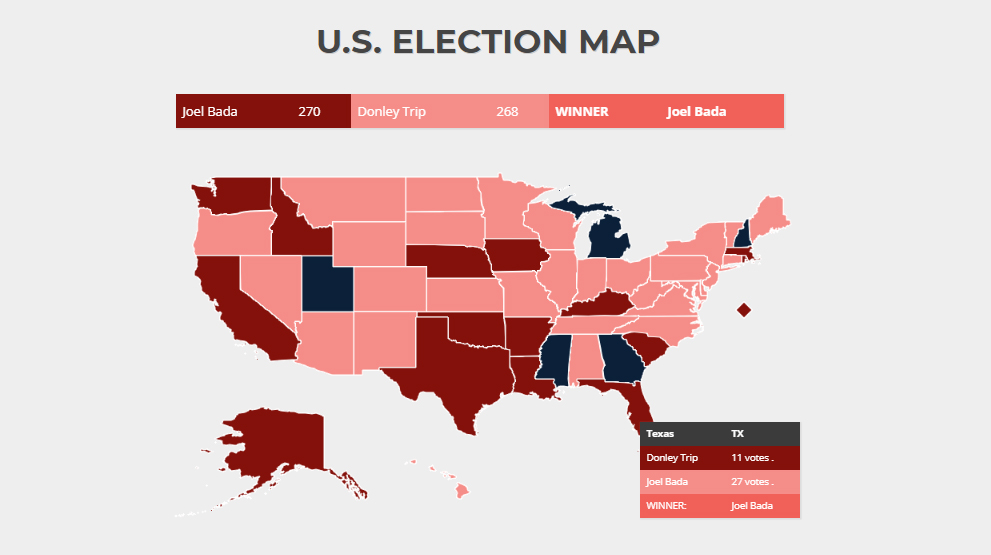 U.S. ELECTION MAP
Joel Bada 270 Donley Trip 268 WINNER Joel Bada
Texas TX
Donley Trip 11 votes .
Joel Bada 27 votes .
WINNER: Joel Bada